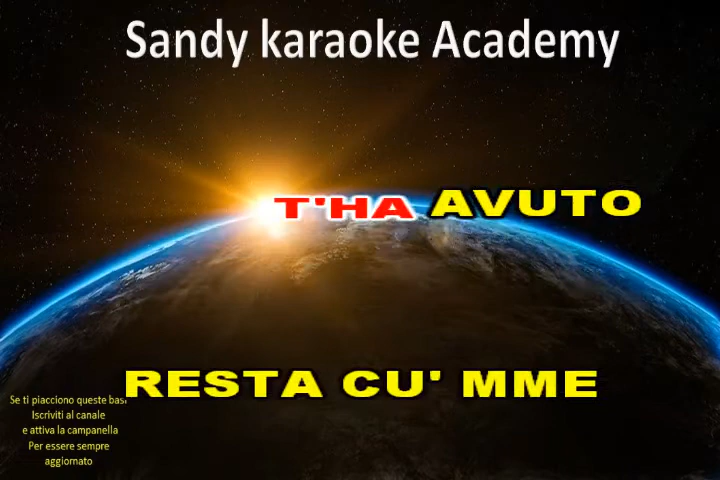 Sandy karaoke Academy
T'HA AVUTO
RESTA CU' MME
Se ti piacciono queste basi
Iscriviti al canale
e attiva la campanella
Per essere sempre
aggiornato